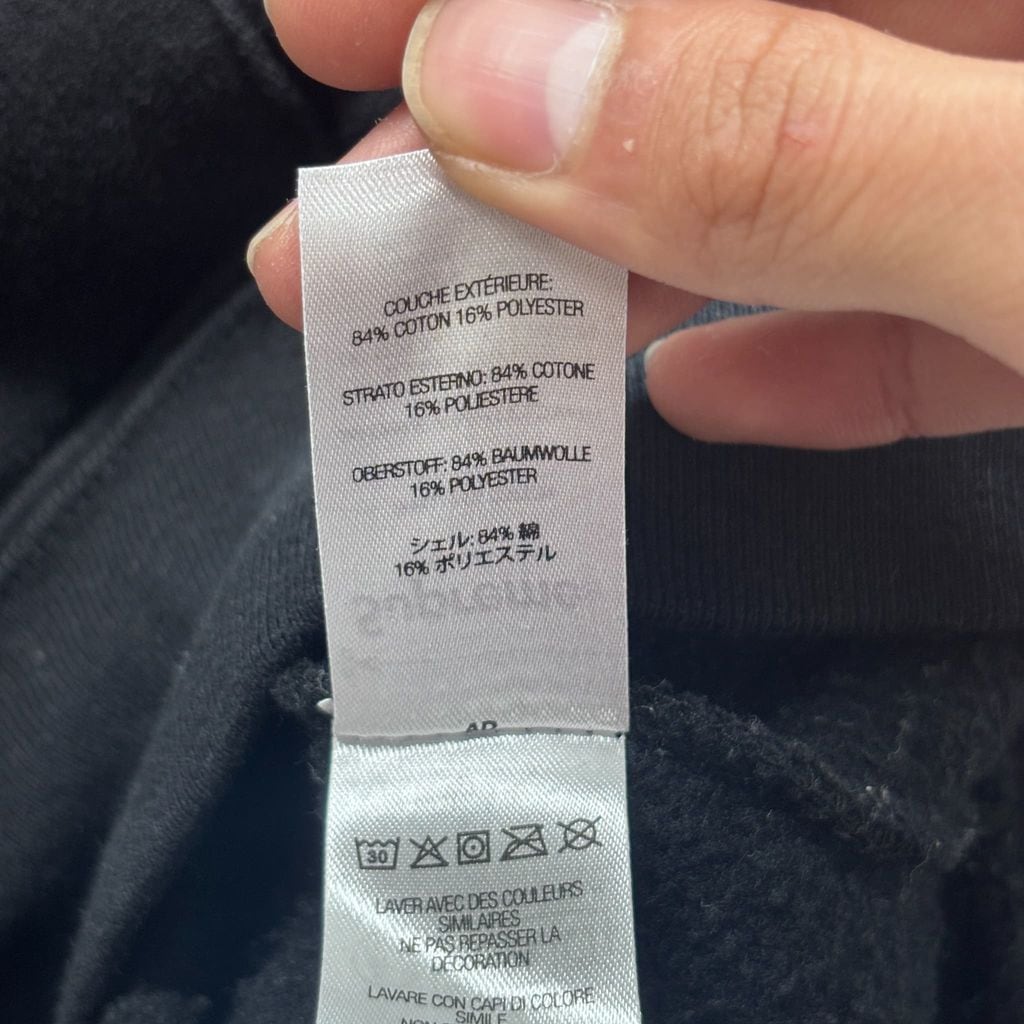 COUCHE EXTÉRIEURE:
84% COTON 16% POLYESTER
STRATO ESTERNO: 84% COTONE
16% POLIESTERE
OBERSTOFF: 84% BAUMWOLLE
16% POLYESTER
シェル: 84% 綿
16% ポリエステル
Supreme
30
LAVER AVEC DES COULEURS
SIMILAIRES
NE PAS REPASSER LA
DÉCORATION
LAVARE CON CAPI DI COLORE
SIMILE